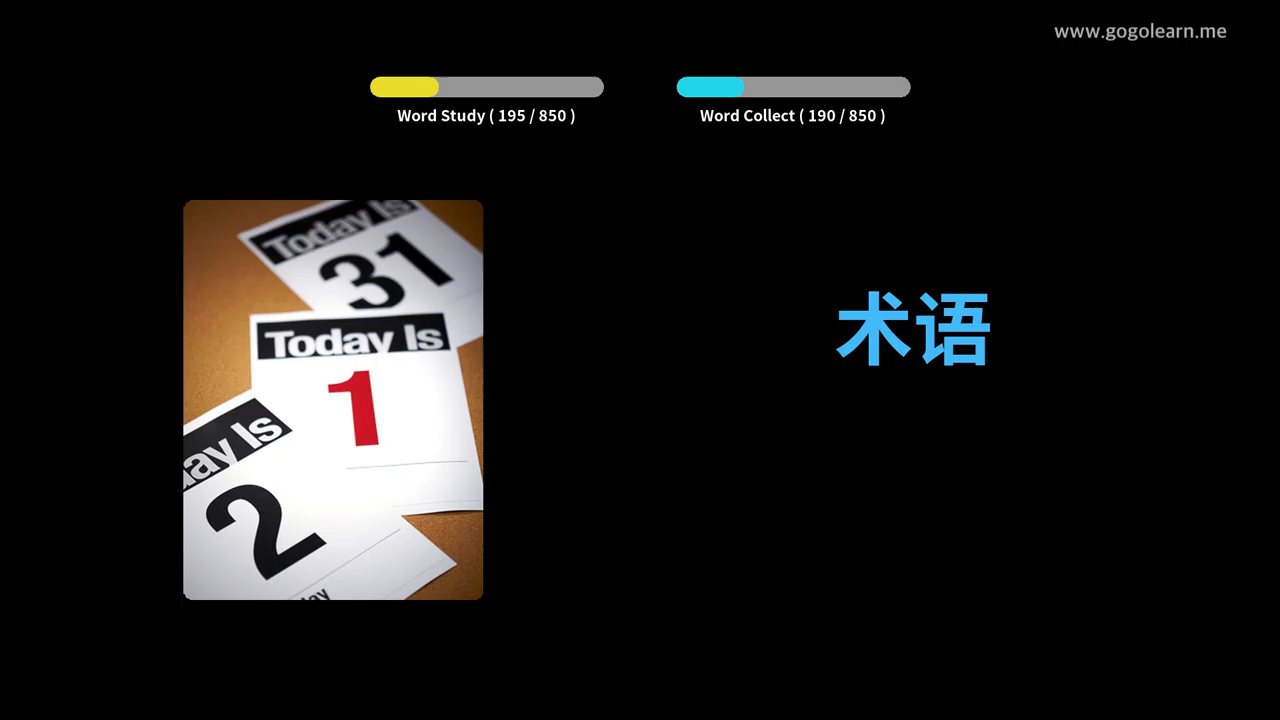 www.gogolearn.me
Word Study ( 195 / 850 )
Word Collect ( 190 / 850 )
Today Is
31
Today Is
1
ay Is
2
术语